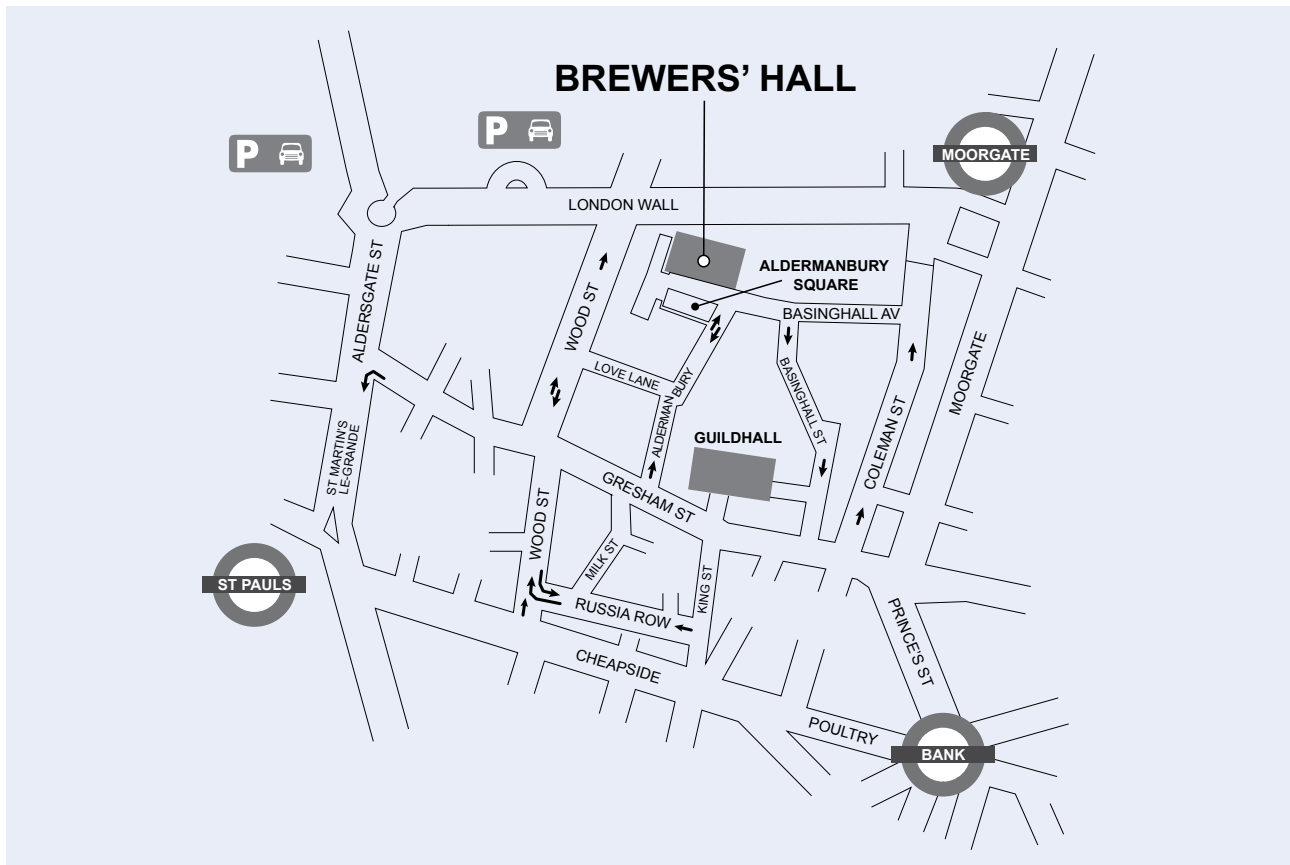 BREWERS’ HALL
P
P
MOORGATE
LONDON WALL
ALDERSGATE ST
WOOD ST
ALDERMANBURY
SQUARE
BASINGHALL AV
LOVE LANE
ALDERMANBURY
BASINGHALL ST
MOORGATE
COLEMAN ST
GUILDHALL
ST MARTIN'S
LE-GRANDE
GRESHAM ST
WOOD ST
MILK ST
KING ST
ST PAULS
RUSSIA ROW
PRINCE'S ST
CHEAPSIDE
POULTRY
BANK